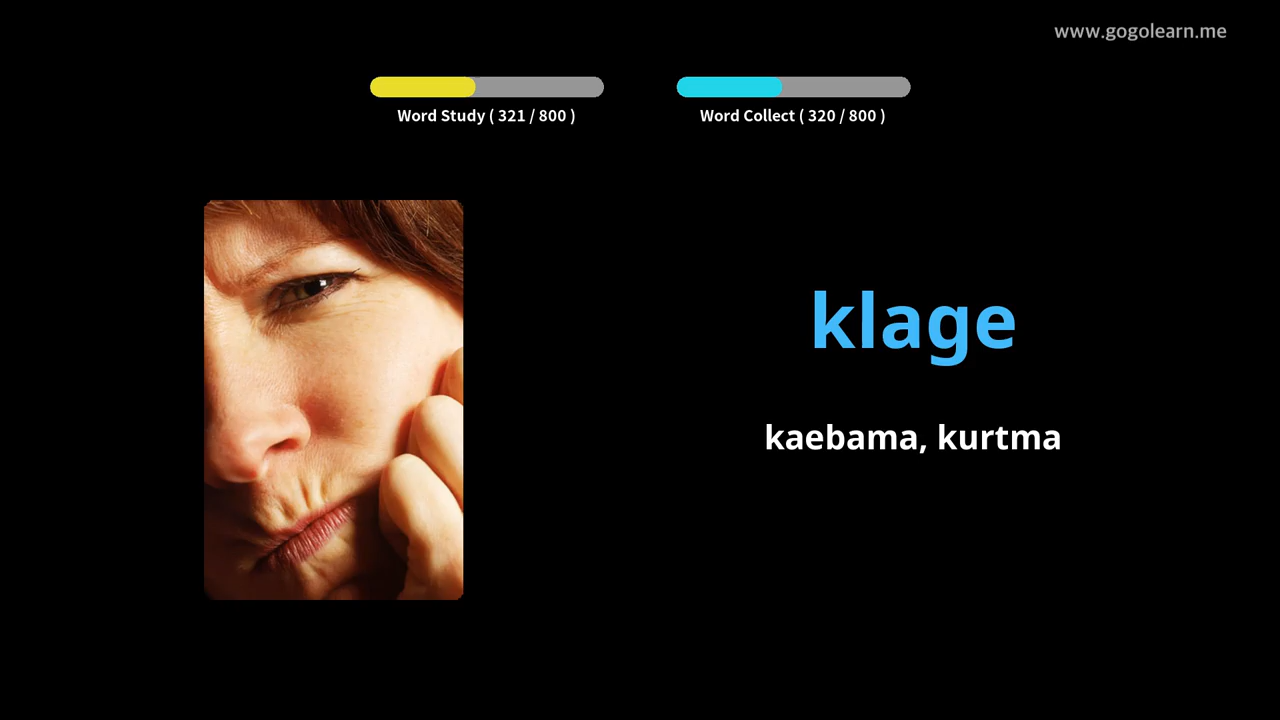 www.gogolearn.me
Word Study ( 321 / 800 )
Word Collect ( 320 / 800 )
klage
kaebama, kurtma